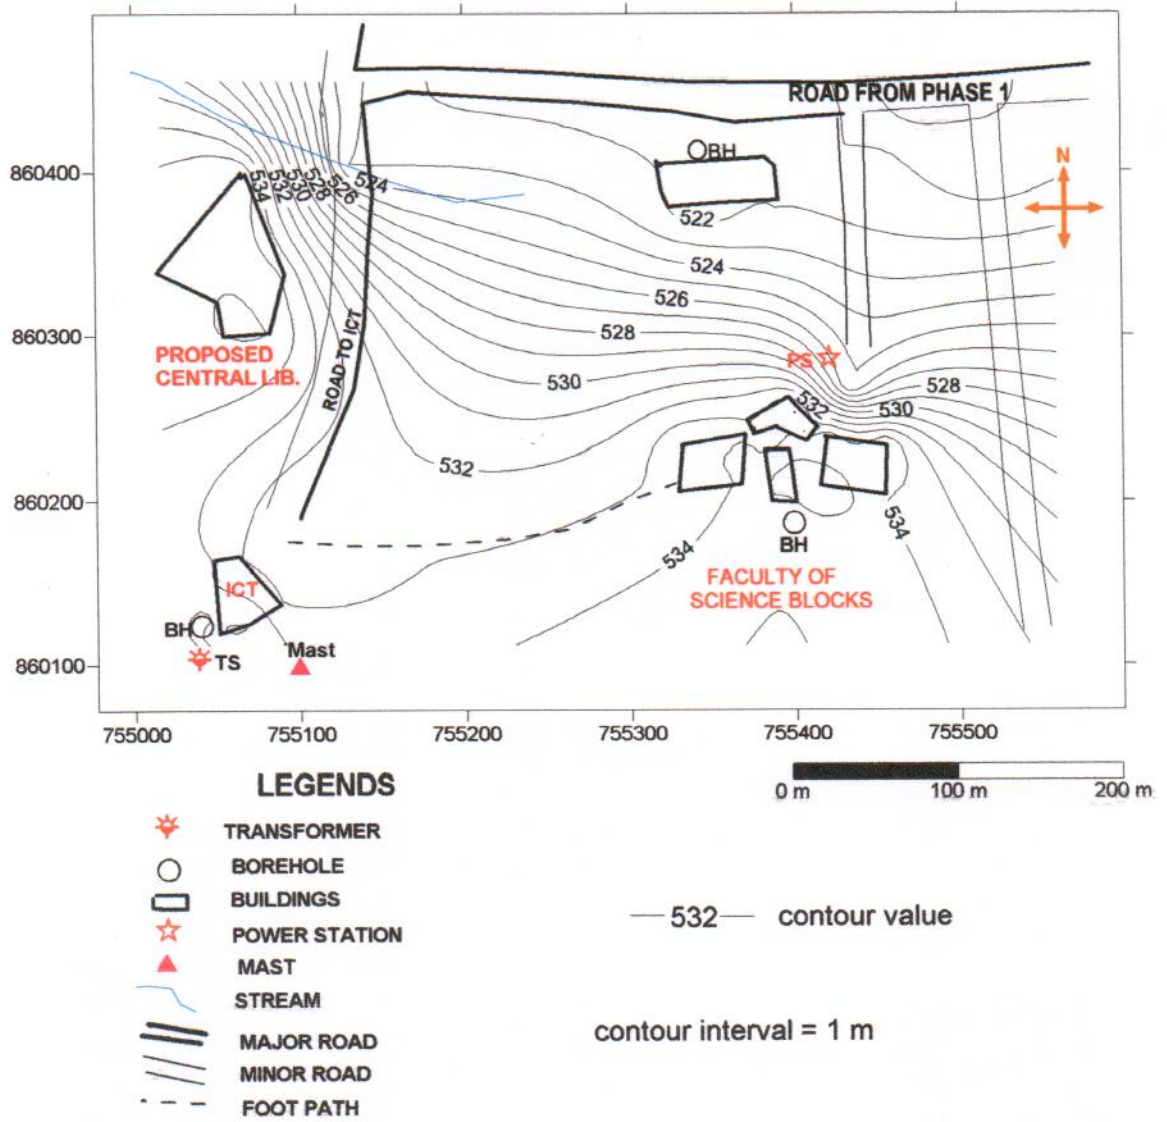 ROAD FROM PHASE 1
BH
N
860400
534
532
530
528
526
524
522
524
526
860300
528
PS
PROPOSED
CENTRAL LIB.
ROAD TO ICT
530
528
532
530
532
860200
534
BH
534
FACULTY OF
SCIENCE BLOCKS
ICT
BH
Mast
860100
TS
755000
755100
755200
755300
755400
755500
LEGENDS
0 m
100 m
200 m
TRANSFORMER
BOREHOLE
BUILDINGS
532
contour value
POWER STATION
MAST
STREAM
contour interval = 1 m
MAJOR ROAD
MINOR ROAD
FOOT PATH